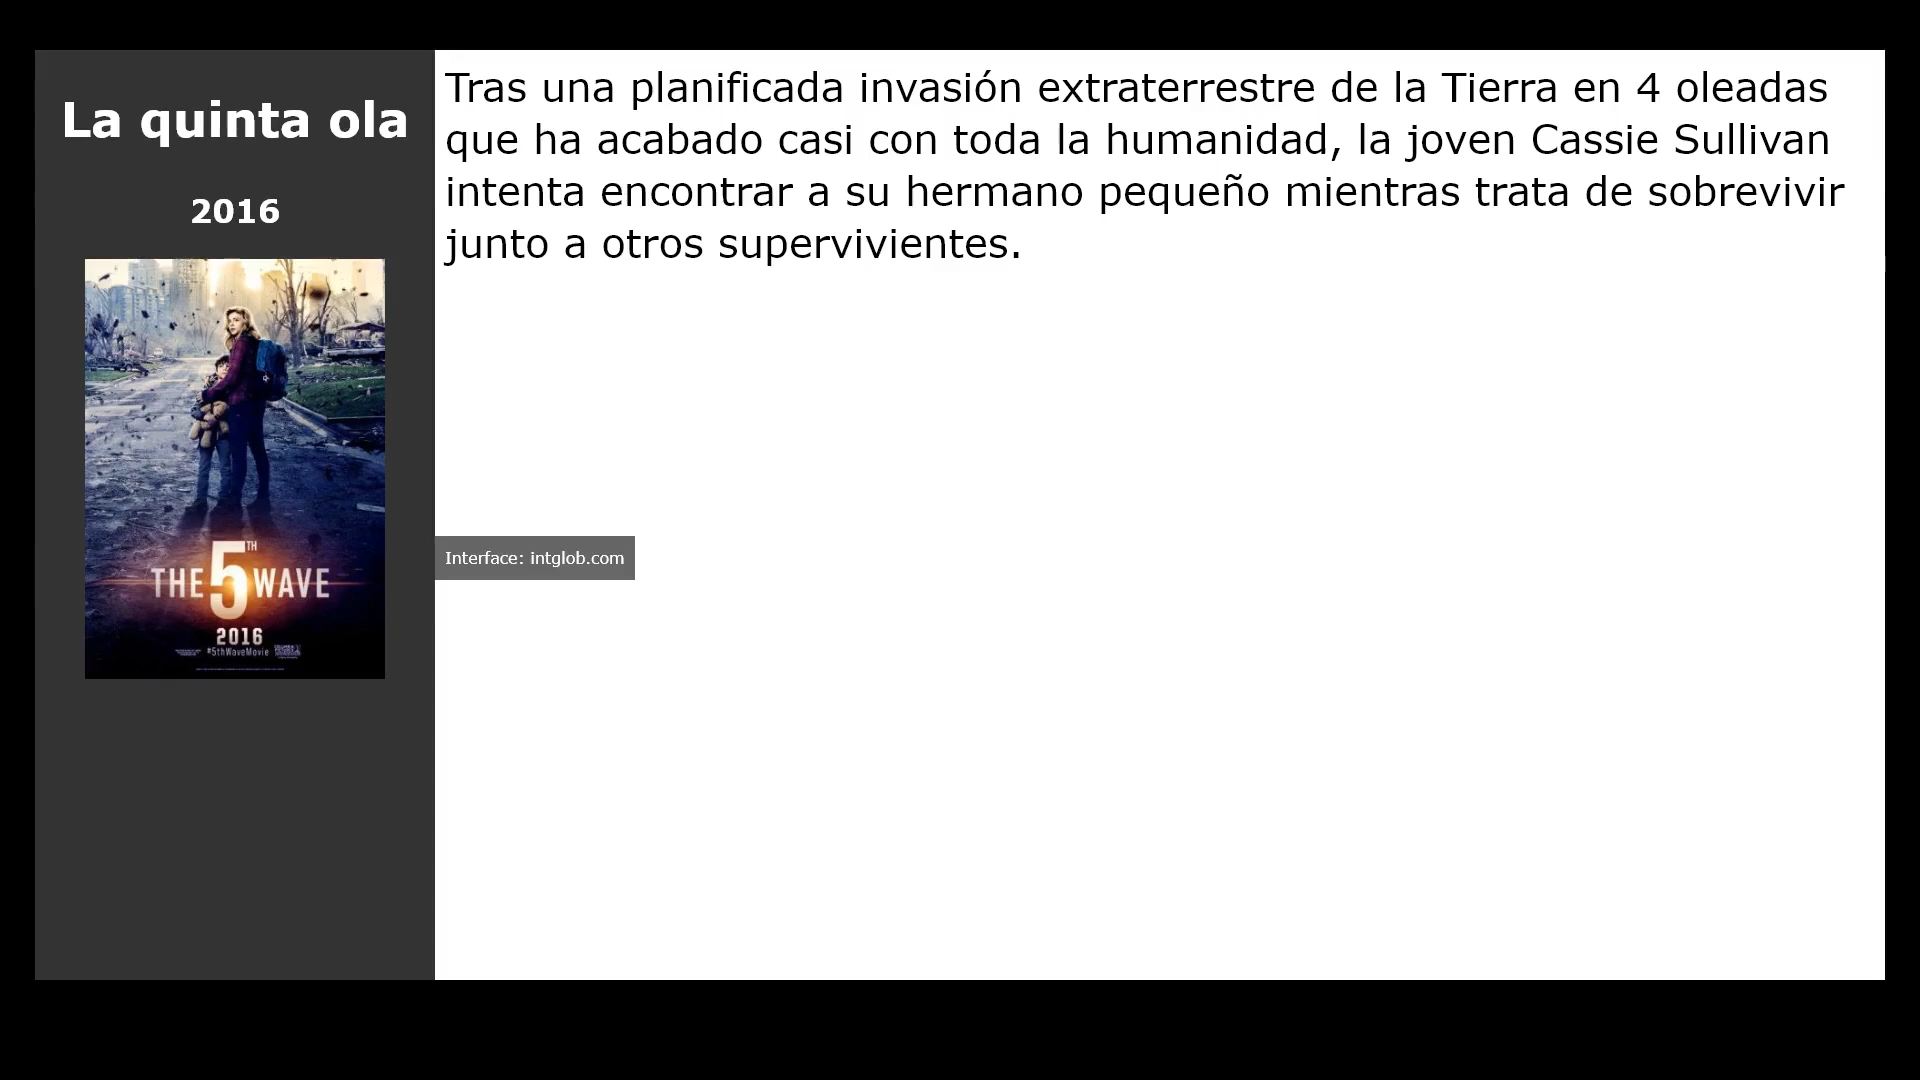 La quinta ola
2016
Tras una planificada invasión extraterrestre de la Tierra en 4 oleadas
que ha acabado casi con toda la humanidad, la joven Cassie Sullivan
intenta encontrar a su hermano pequeño mientras trata de sobrevivir
junto a otros supervivientes.
THE 5TH WAVE
2016
#5thWaveMovie
Interface: intglob.com